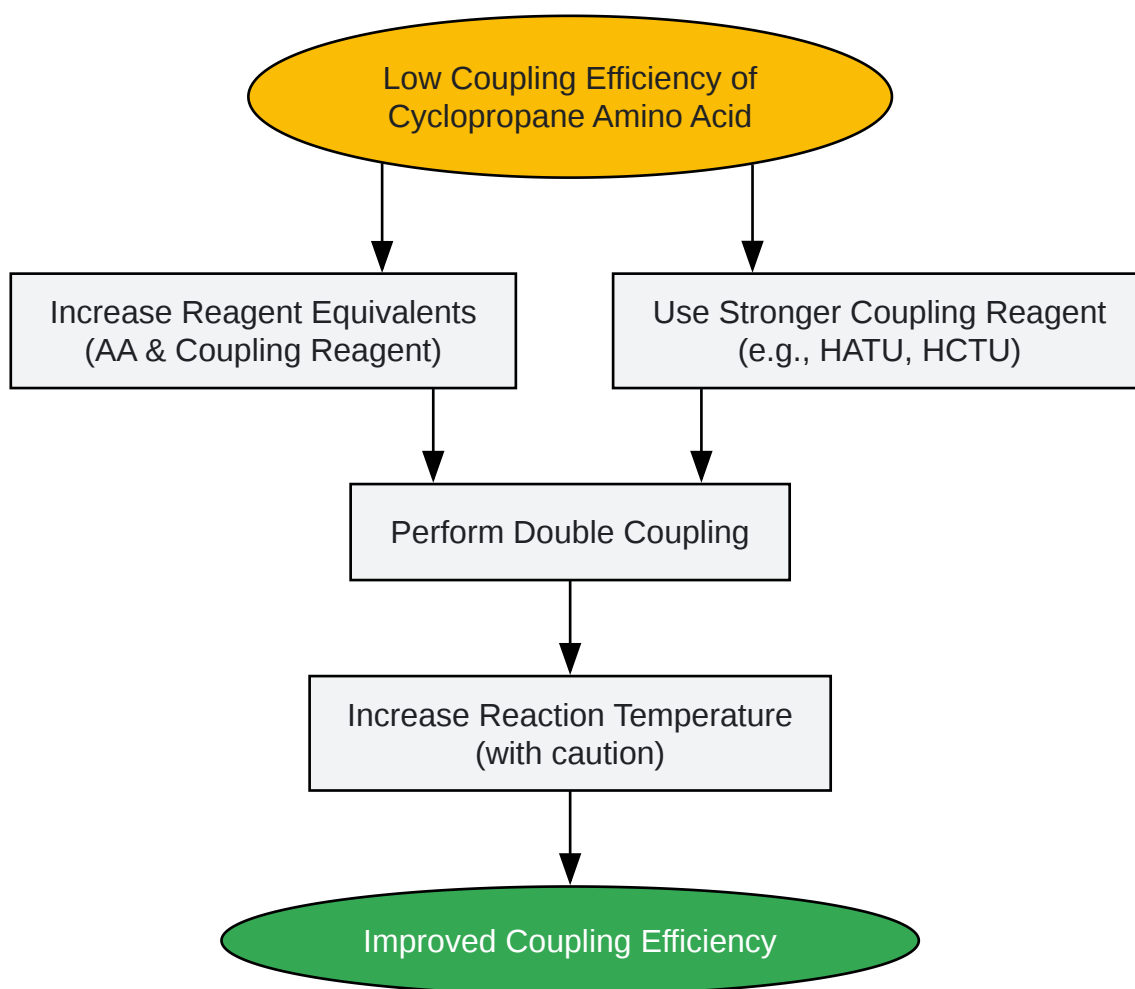 Low Coupling Efficiency of
Cyclopropane Amino Acid
Increase Reagent Equivalents
(AA & Coupling Reagent)
Use Stronger Coupling Reagent
(e.g., HATU, HCTU)
Perform Double Coupling
Increase Reaction Temperature
(with caution)
Improved Coupling Efficiency